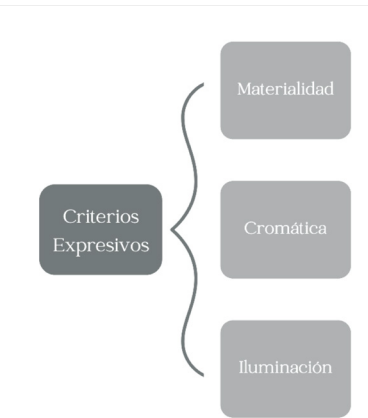 Criterios
Expresivos
Materialidad
Cromática
Iluminación